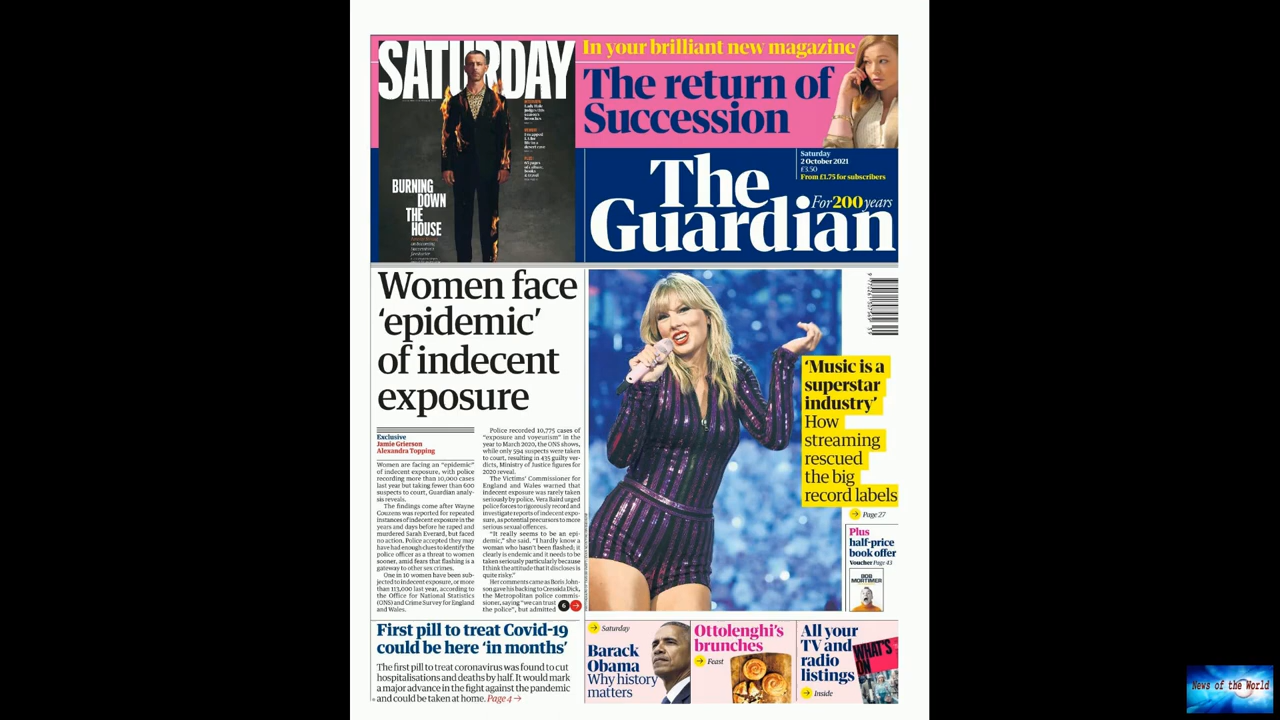 SATURDAY
BURNING
DOWN
THE
HOUSE
In your brilliant new magazine
The return of
Succession
The
Guardian
Saturday
2 October 2021
£3.50
From £1.75 for subscribers
For 200 years
Women face
‘epidemic’
of indecent
exposure
Exclusive
Jamie Grierson
Alexandra Topping
Women are facing an “epidemic”
of indecent exposure, with police
recording more than 10,000 cases
last year but taking fewer than 600
suspects to court, Guardian analy-
sis reveals.
The findings come after Wayne
Couzens was reported for repeated
instances of indecent exposure in the
years and days before he raped and
murdered Sarah Everard, but faced
no action. Police accepted they may
have had enough clues to identify the
police officer as a threat to women
sooner, amid fears that flashing is a
gateway to other sex crimes.
One in 10 women have been sub-
jected to indecent exposure, or more
than 113,000 last year, according to
the Office for National Statistics
(ONS) and Crime Survey for England
and Wales.
Police recorded 10,775 cases of
“exposure and voyeurism” in the
year to March 2020, the ONS shows,
while only 594 suspects were taken
to court, resulting in 435 guilty ver-
dicts, Ministry of Justice figures for
2020 reveal.
The Victims’ Commissioner for
England and Wales warned that
indecent exposure was rarely taken
seriously by police. Vera Baird urged
police forces to rigorously record and
investigate reports of indecent expo-
sure, as potential precursors to more
serious sexual offences.
“It really seems to be an epi-
demic,” she said. “I hardly know a
woman who hasn’t been flashed; it
clearly is endemic and it needs to be
taken seriously particularly because
I think the attitude that it discloses is
quite risky.”
Her comments came as Boris John-
son gave his backing to Cressida Dick,
the Metropolitan police commis-
sioner, saying “we can trust
the police”, but admitted
6
‘Music is a
superstar
industry’
How
streaming
rescued
the big
record labels
Page 27
Plus
half-price
book offer
Voucher Page 43
BOB
MORTIMER
First pill to treat Covid-19
could be here ‘in months’
The first pill to treat coronavirus was found to cut
hospitalisations and deaths by half. It would mark
a major advance in the fight against the pandemic
and could be taken at home. Page 4
Saturday
Barack
Obama
Why history
matters
Ottolenghi’s
brunches
Feast
All your
TV and
radio
listings
Inside
WHAT'S
ON
News of the World